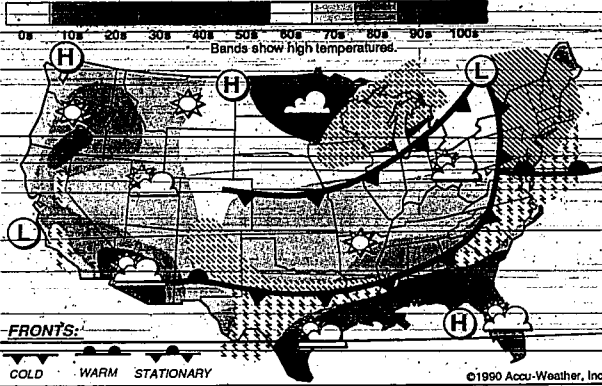 0s 10s 20s 30s 40s 50s 60s 70s 80s 90s 100s
Bands show high temperatures.
H
H
L
L
H
FRONTS:
COLD WARM STATIONARY
©1990 Accu-Weather, Inc